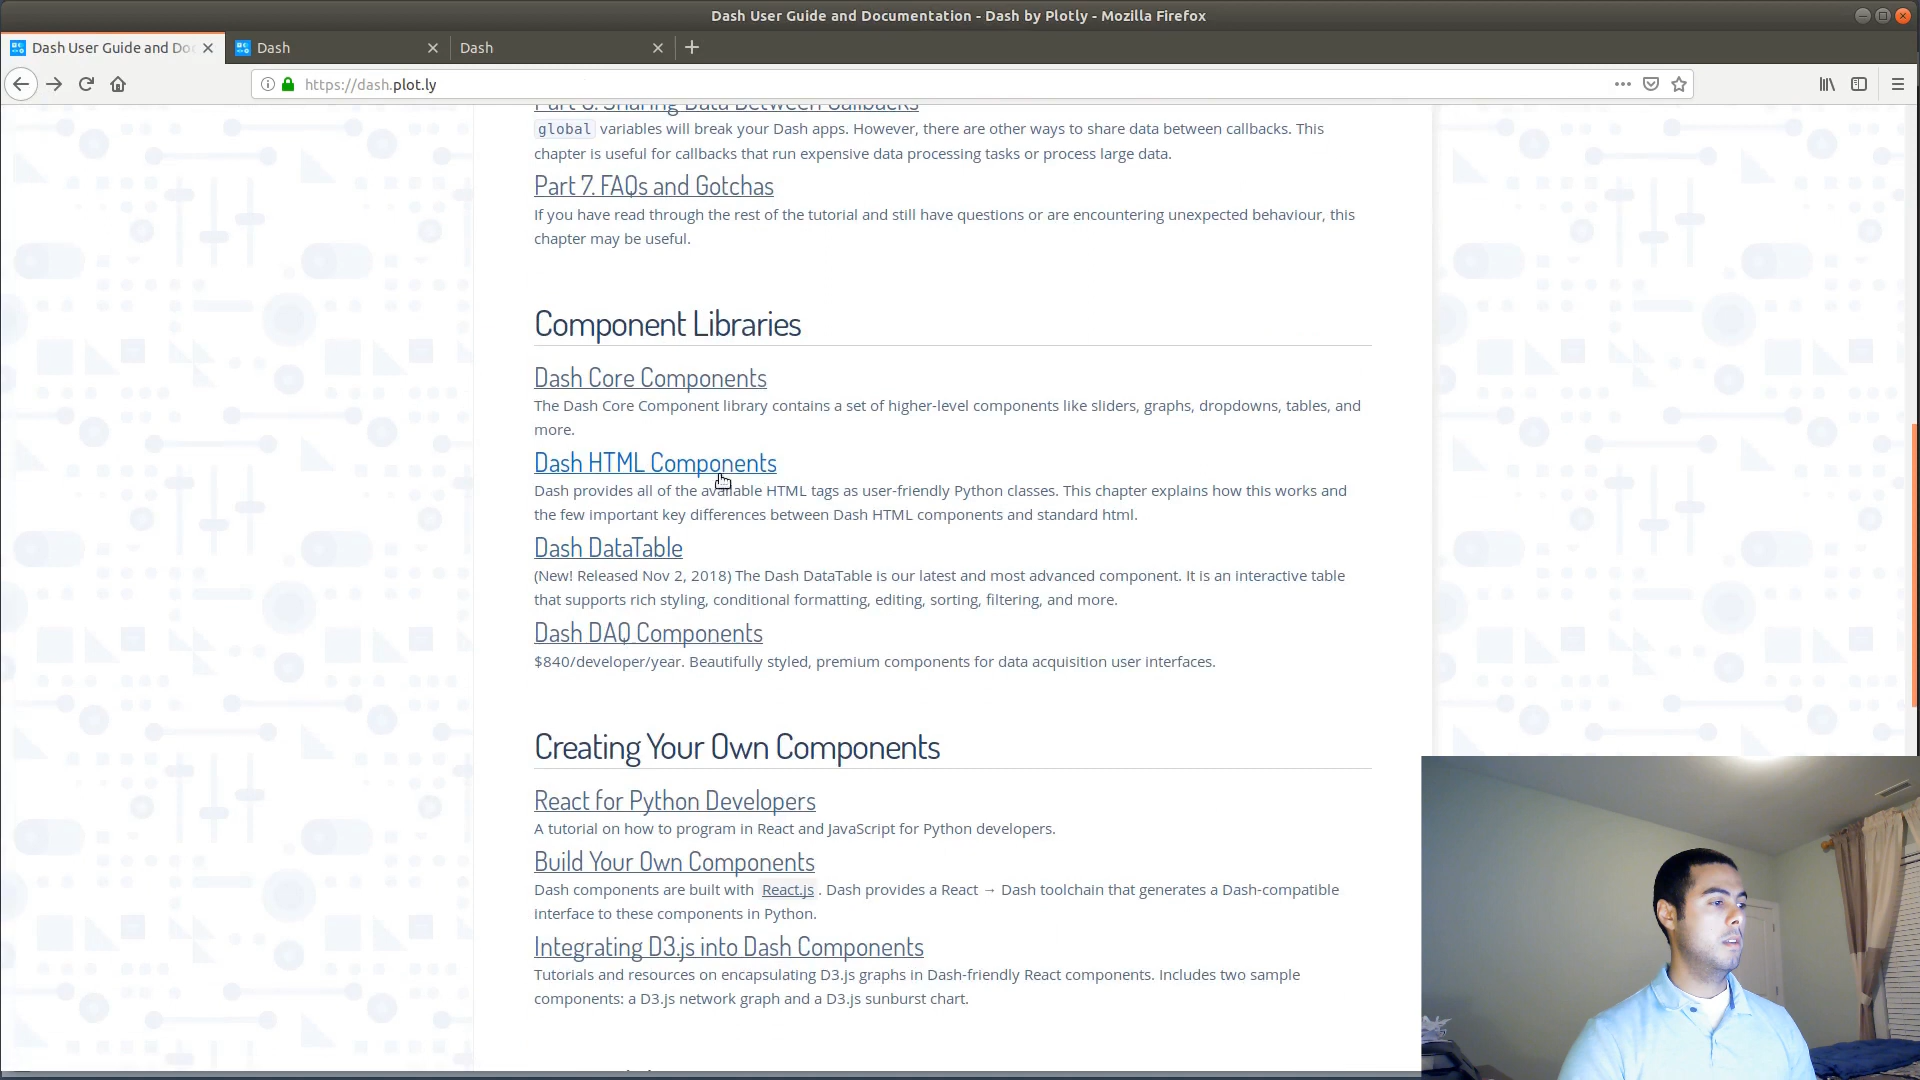 Dash User Guide and Documentation - Dash by Plotly - Mozilla Firefox
Dash User Guide and Do
Dash
Dash
https://dash.plot.ly
Part 6. Sharing Data Between Callbacks
global variables will break your Dash apps. However, there are other ways to share data between callbacks. This
chapter is useful for callbacks that run expensive data processing tasks or process large data.
Part 7. FAQs and Gotchas
If you have read through the rest of the tutorial and still have questions or are encountering unexpected behaviour, this
chapter may be useful.
Component Libraries
Dash Core Components
The Dash Core Component library contains a set of higher-level components like sliders, graphs, dropdowns, tables, and
more.
Dash HTML Components
Dash provides all of the available HTML tags as user-friendly Python classes. This chapter explains how this works and
the few important key differences between Dash HTML components and standard html.
Dash DataTable
(New! Released Nov 2, 2018) The Dash DataTable is our latest and most advanced component. It is an interactive table
that supports rich styling, conditional formatting, editing, sorting, filtering, and more.
Dash DAQ Components
$840/developer/year. Beautifully styled, premium components for data acquisition user interfaces.
Creating Your Own Components
React for Python Developers
A tutorial on how to program in React and JavaScript for Python developers.
Build Your Own Components
Dash components are built with React.js . Dash provides a React → Dash toolchain that generates a Dash-compatible
interface to these components in Python.
Integrating D3.js into Dash Components
Tutorials and resources on encapsulating D3.js graphs in Dash-friendly React components. Includes two sample
components: a D3.js network graph and a D3.js sunburst chart.